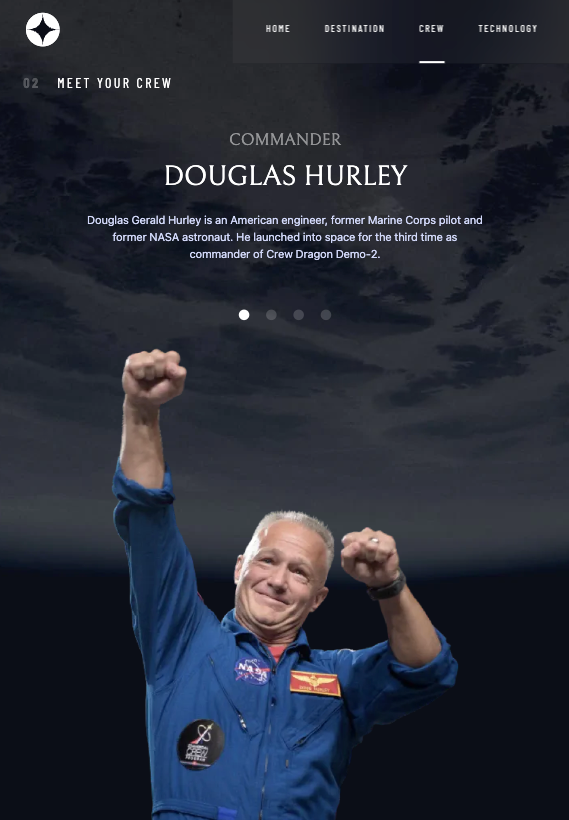 HOME DESTINATION CREW TECHNOLOGY
02 MEET YOUR CREW
COMMANDER
DOUGLAS HURLEY
Douglas Gerald Hurley is an American engineer, former Marine Corps pilot and
former NASA astronaut. He launched into space for the third time as
commander of Crew Dragon Demo-2.
NASA
CREW